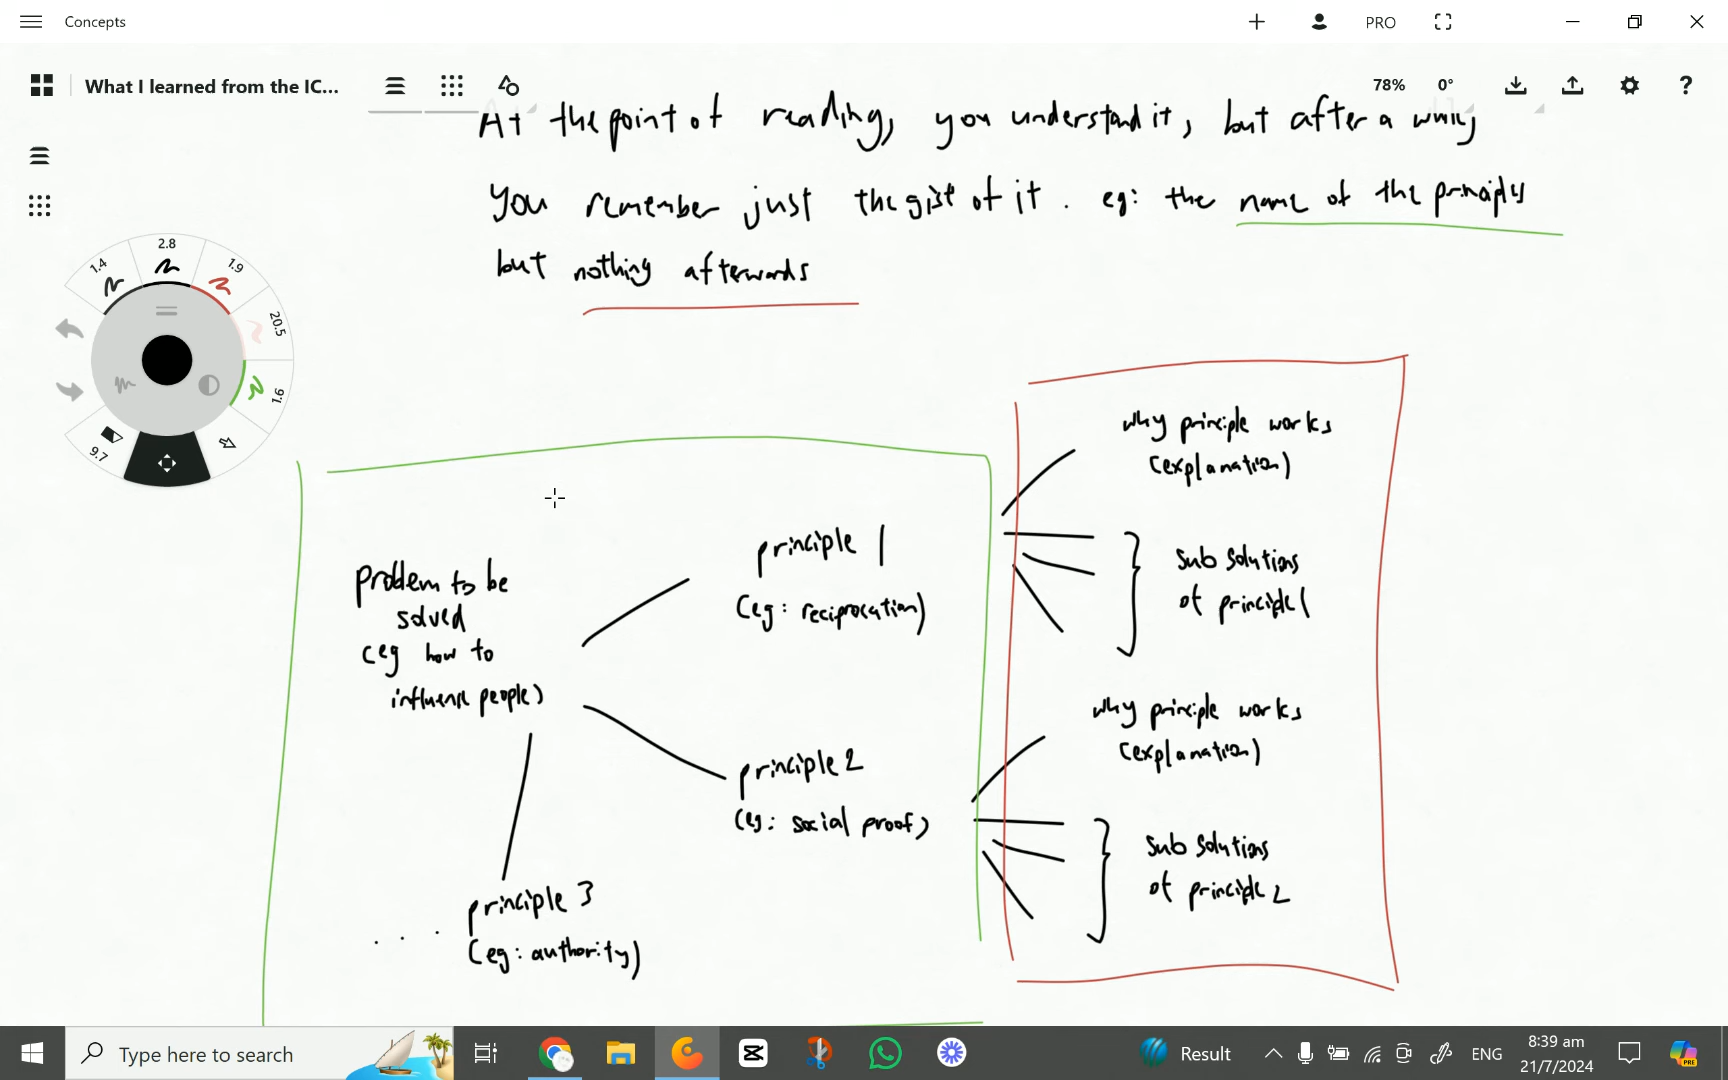 Concepts
PRO
What I learned from the IC...
78%
0°
At the point of reading, you understand it, but after a while
you remember just the gist of it. eg: the name of the principle
but nothing afterwards
1.4
2.8
1.9
20.5
9.1
9.7
why principle works
(explanation)
principle 1
(eg: reciprocation)
sub solutions
of principle 1
problem to be
solved
(eg how to
influence people)
why principle works
(explanation)
principle 2
(eg: social proof)
sub solutions
of principle 2
principle 3
(eg: authority)
. . .
Type here to search
Result
ENG
8:39 am
21/7/2024
PRE